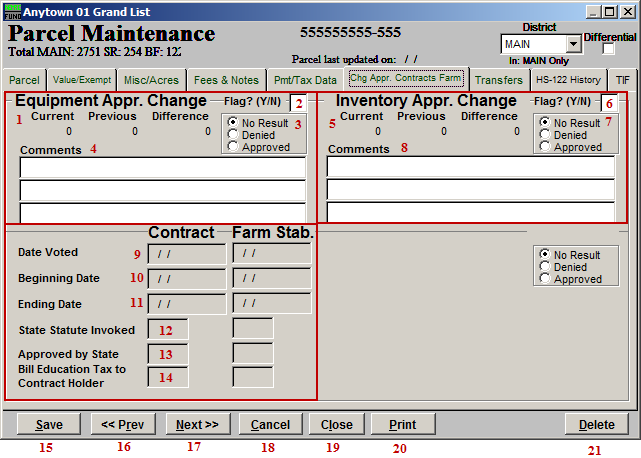 FUND
Anytown 01 Grand List
Parcel Maintenance
555555555-555
District
Total MAIN: 2751 SR: 254 BF: 122
MAIN
Differential
Parcel last updated on: / /
In: MAIN Only
Parcel
Value/Exempt
Misc/Acres
Fees & Notes
Pmt/Tax Data
Chg Appr. Contracts Farm
Transfers
HS-122 History
TIF
Equipment Appr. Change
Flag? (Y/N)
2
1
Current
Previous
Difference
3
0
0
0
No Result
Denied
Approved
Comments
4
Inventory Appr. Change
Flag? (Y/N)
6
5
Current
Previous
Difference
7
0
0
0
No Result
Denied
Approved
Comments
8
Contract
Farm Stab.
Date Voted
9
/ /
/ /
Beginning Date
10
/ /
/ /
Ending Date
11
/ /
/ /
State Statute Invoked
12
Approved by State
13
Bill Education Tax to
Contract Holder
14
No Result
Denied
Approved
Save
<< Prev
Next >>
Cancel
Close
Print
Delete
15
16
17
18
19
20
21